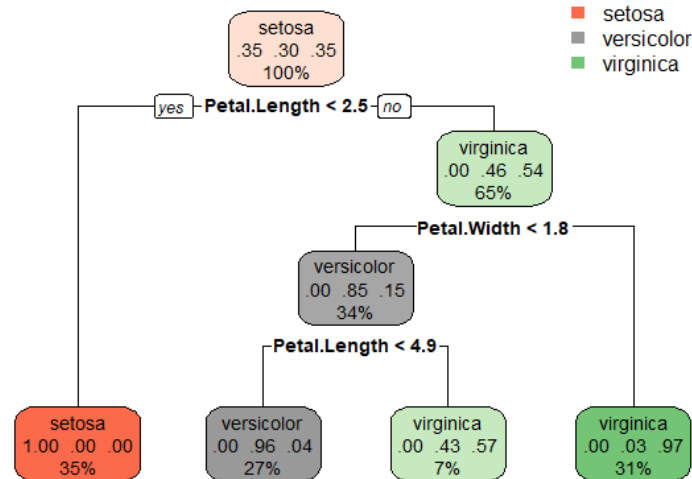 setosa
versicolor
virginica
setosa
.35 .30 .35
100%
yes Petal.Length < 2.5 no
virginica
.00 .46 .54
65%
Petal.Width < 1.8
versicolor
.00 .85 .15
34%
Petal.Length < 4.9
setosa
1.00 .00 .00
35%
versicolor
.00 .96 .04
27%
virginica
.00 .43 .57
7%
virginica
.00 .03 .97
31%